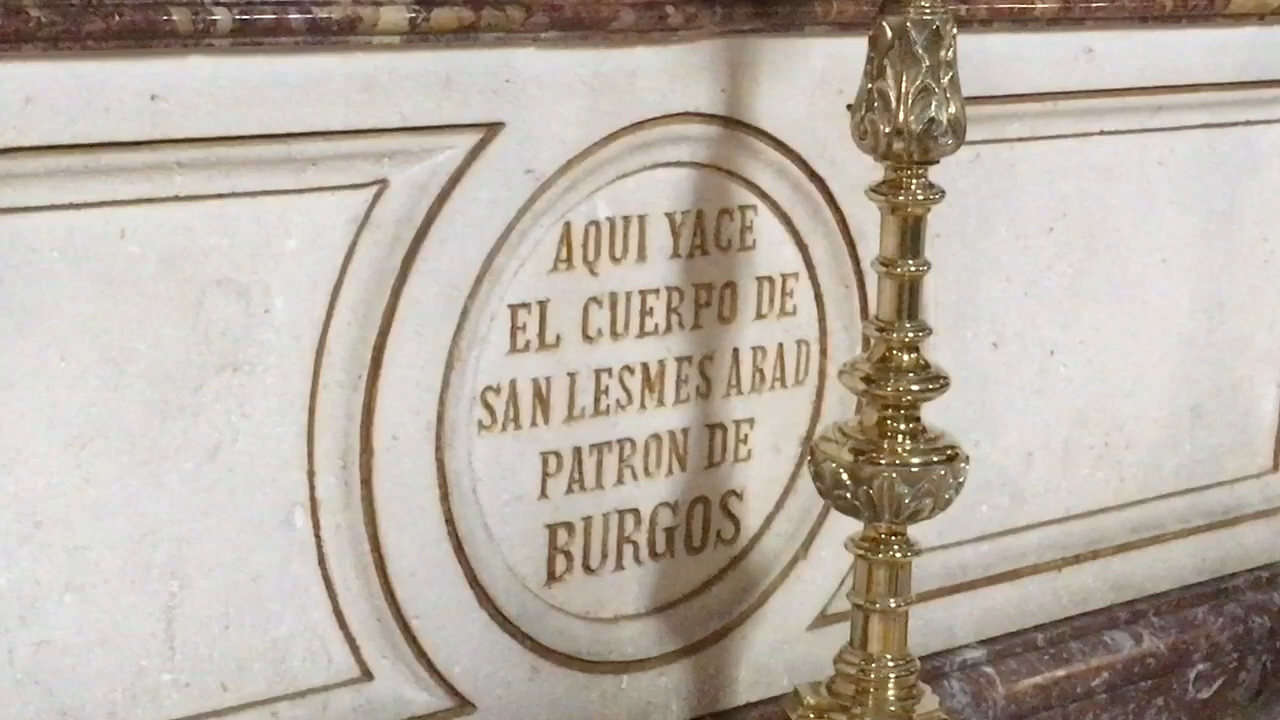 AQUI YACE
EL CUERPO DE
SAN LESMES ABAD
PATRON DE
BURGOS